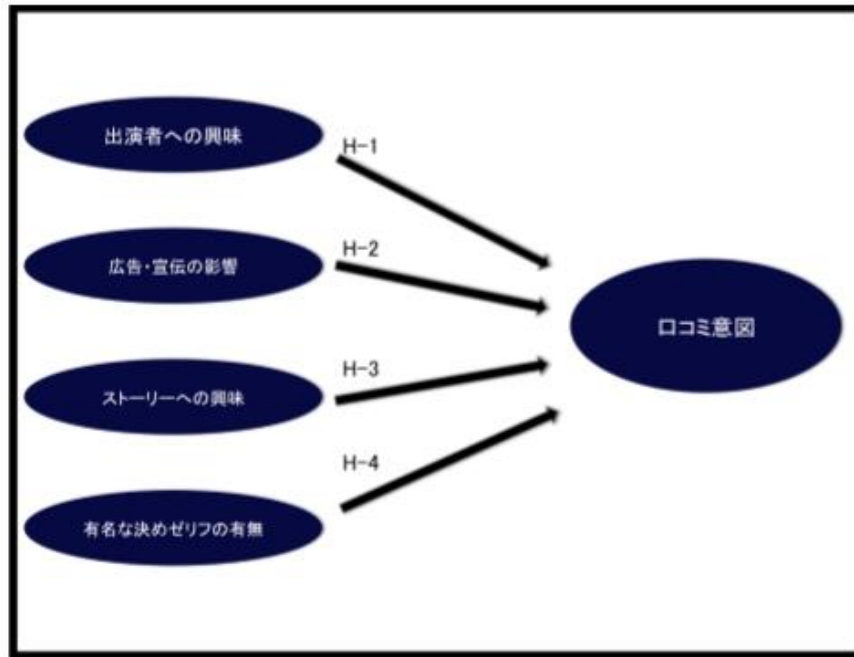 出演者への興味
H-1
広告・宣伝の影響
H-2
ストーリーへの興味
H-3
有名な決めゼリフの有無
H-4
口コミ意図